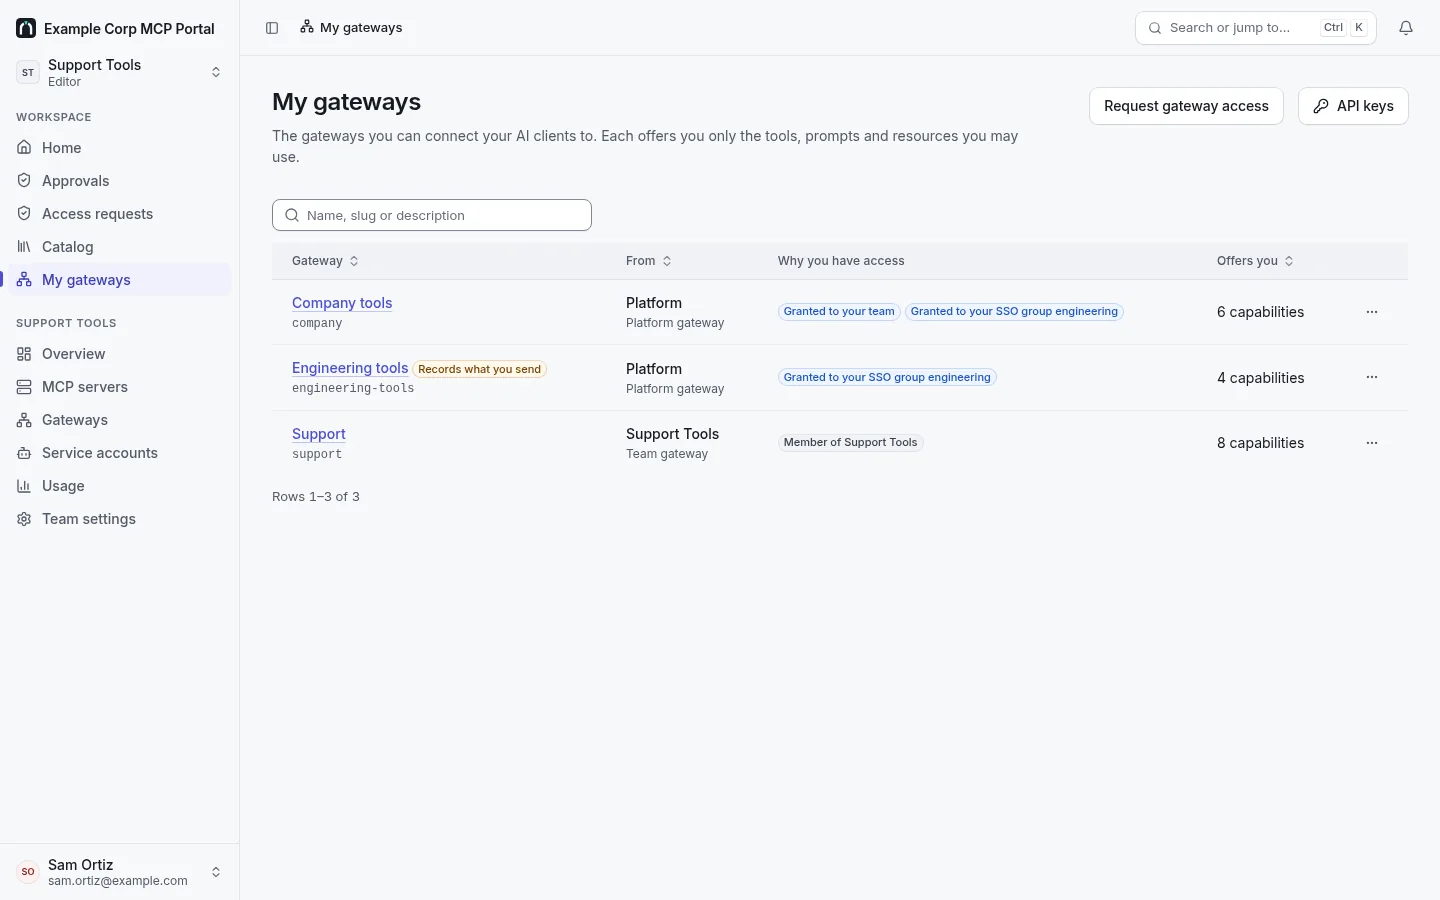 Example Corp MCP Portal
ST
Support Tools
Editor
WORKSPACE
Home
Approvals
Access requests
Catalog
My gateways
SUPPORT TOOLS
Overview
MCP servers
Gateways
Service accounts
Usage
Team settings
SO
Sam Ortiz
sam.ortiz@example.com
My gateways
Search or jump to...
Ctrl
K
My gateways
The gateways you can connect your AI clients to. Each offers you only the tools, prompts and resources you may
use.
Request gateway access
API keys
Name, slug or description
Gateway From Why you have access Offers you
Company tools
company
Platform
Platform gateway
Granted to your team Granted to your SSO group engineering
6 capabilities
Engineering tools Records what you send
engineering-tools
Platform
Platform gateway
Granted to your SSO group engineering
4 capabilities
Support
support
Support Tools
Team gateway
Member of Support Tools
8 capabilities
Rows 1–3 of 3